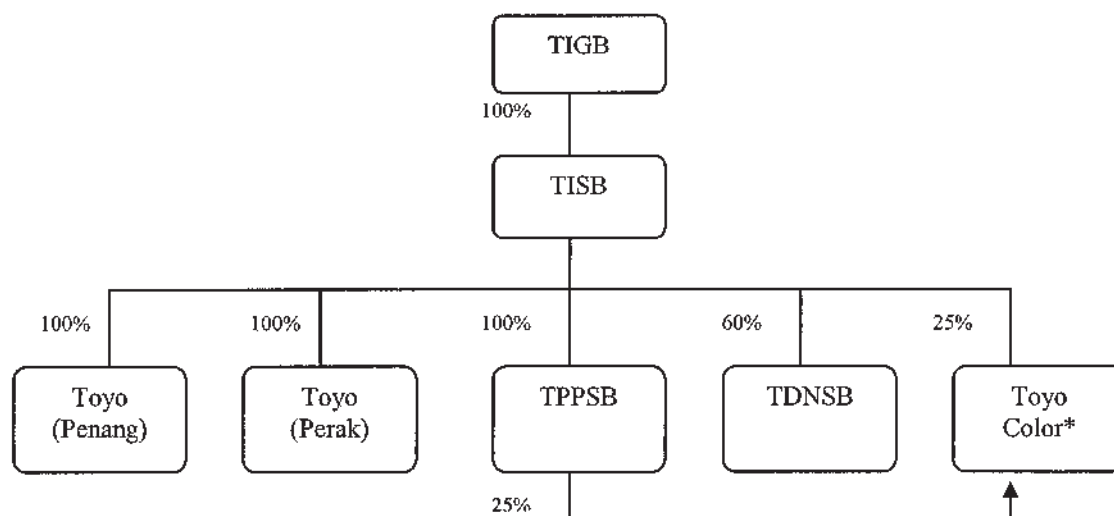 TIGB
100%
TISB
100%
100%
100%
60%
25%
Toyo
(Penang)
Toyo
(Perak)
TPPSB
TDNSB
Toyo
Color*
25%